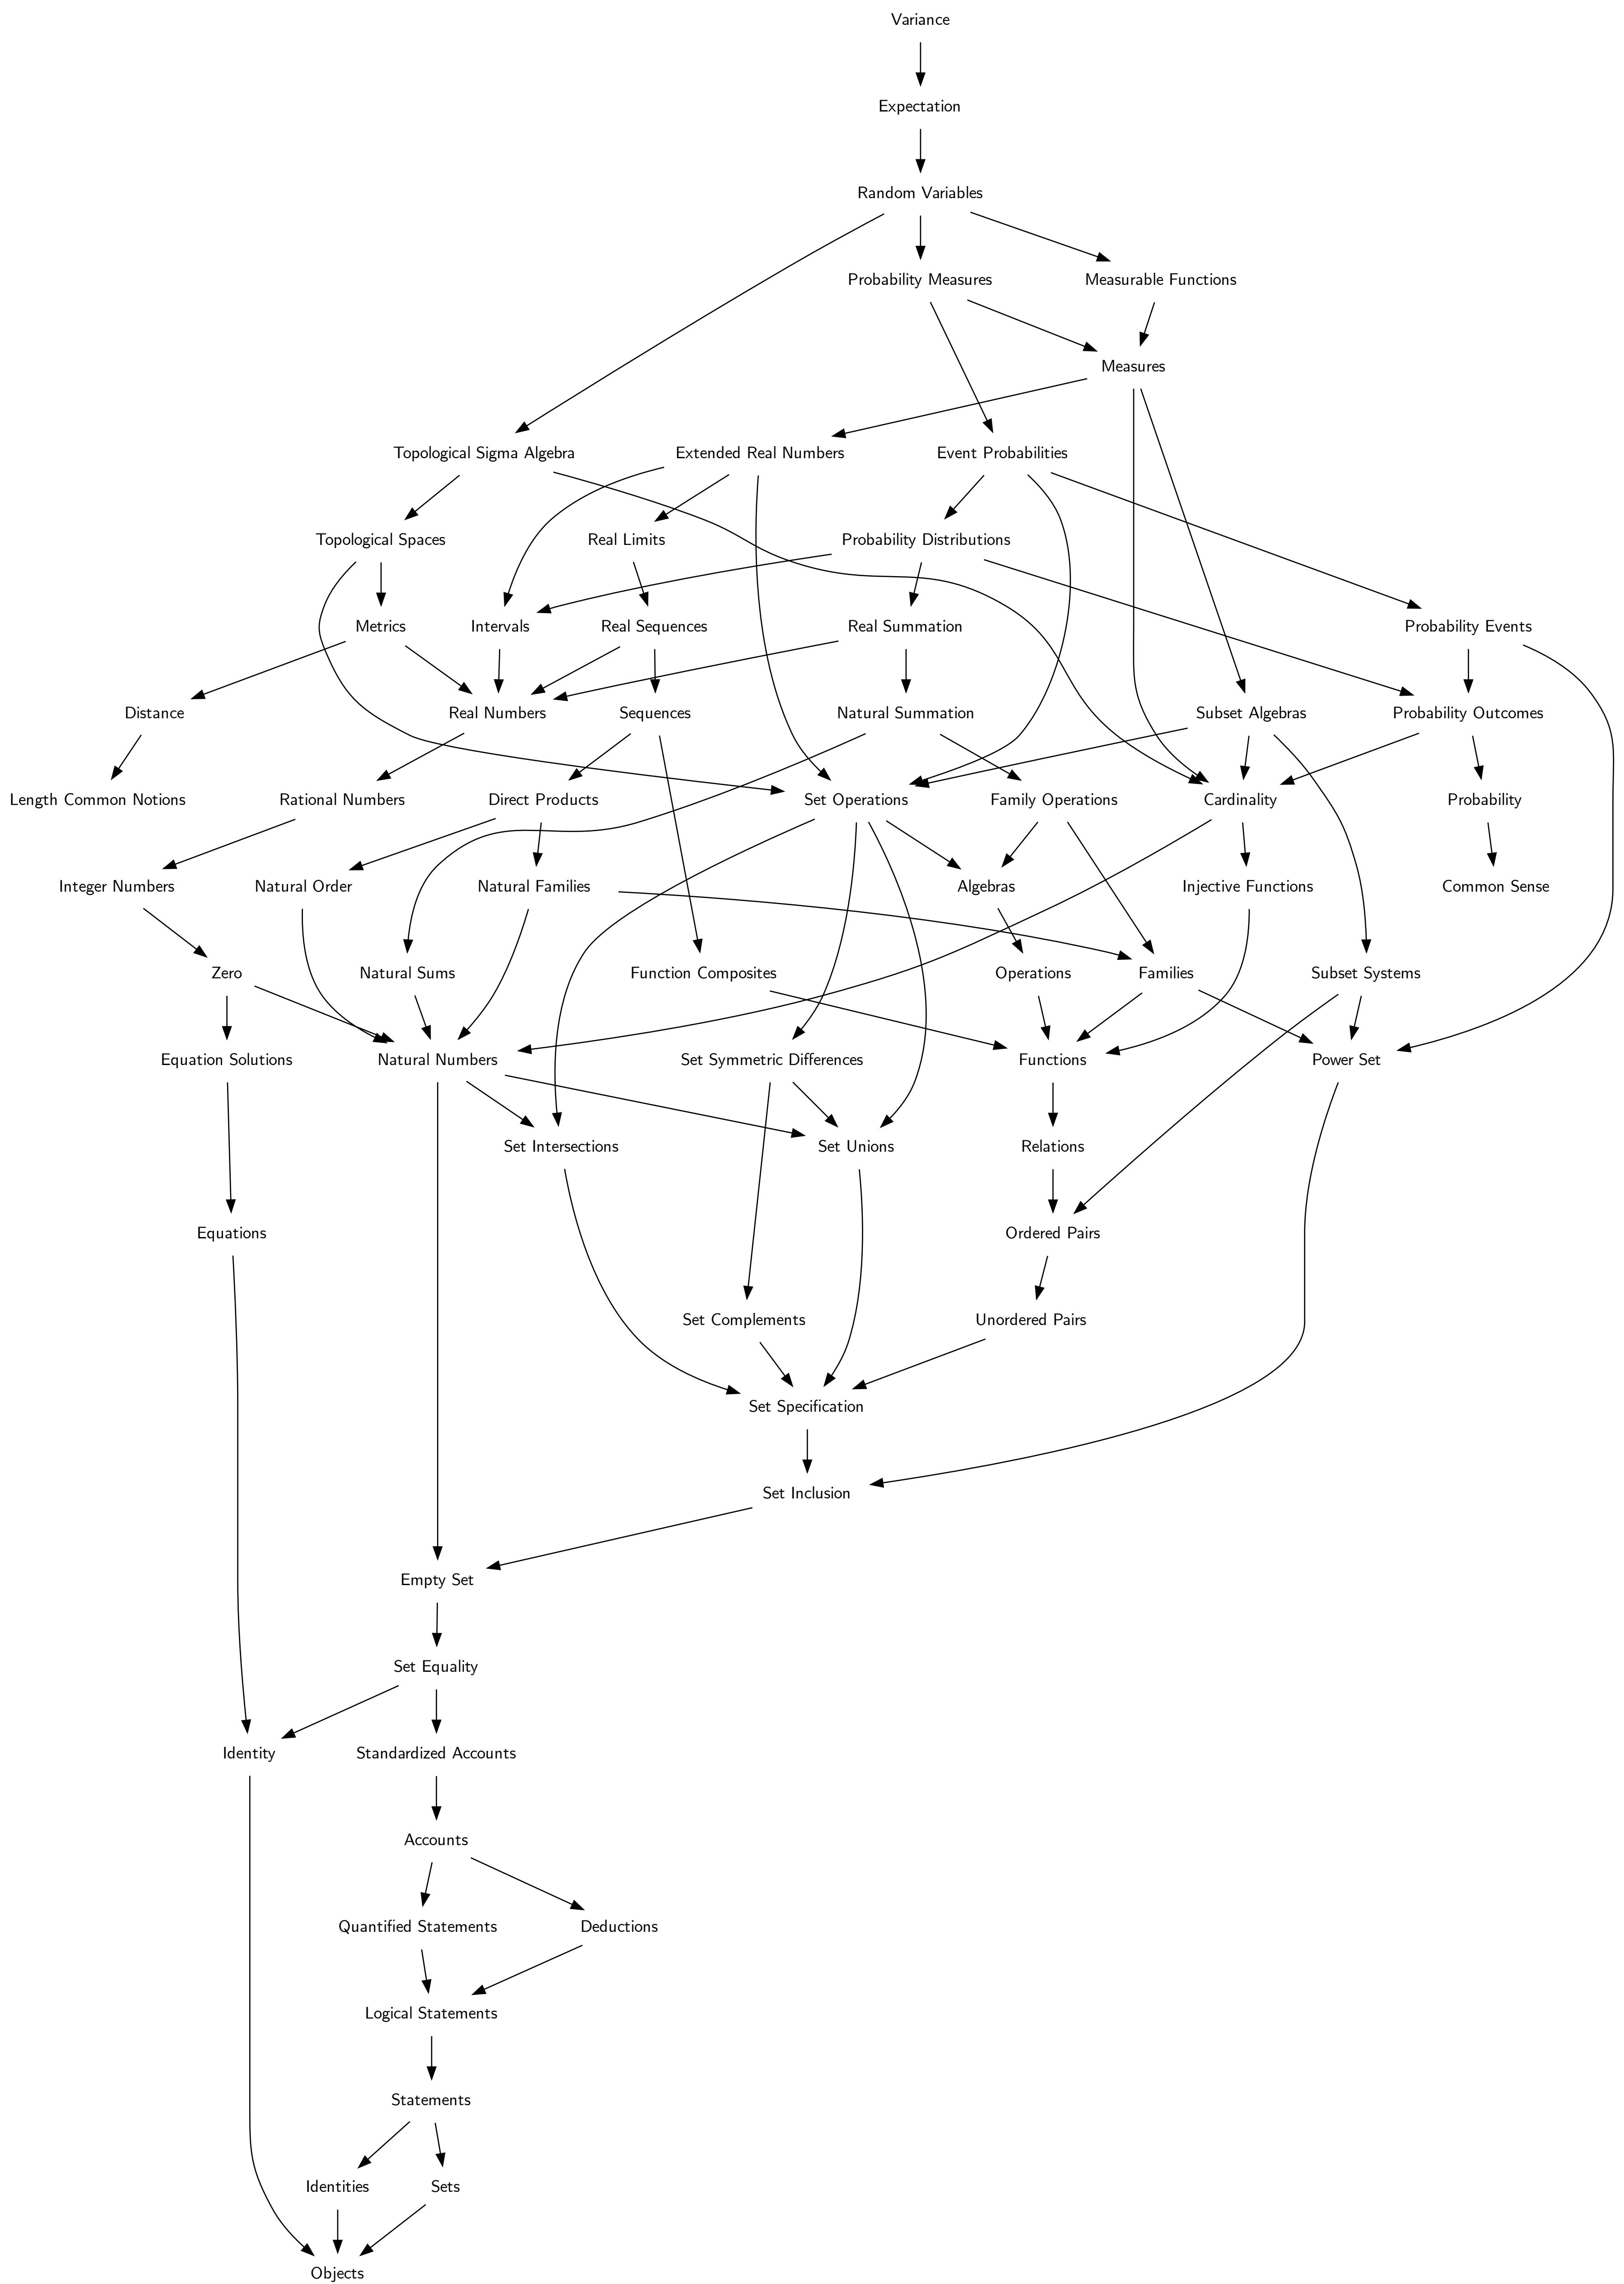 Variance
Expectation
Random Variables
Probability Measures
Measurable Functions
Measures
Topological Sigma Algebra
Extended Real Numbers
Event Probabilities
Topological Spaces
Real Limits
Probability Distributions
Metrics
Intervals
Real Sequences
Real Summation
Probability Events
Distance
Real Numbers
Sequences
Natural Summation
Subset Algebras
Probability Outcomes
Length Common Notions
Rational Numbers
Direct Products
Set Operations
Family Operations
Cardinality
Probability
Integer Numbers
Natural Order
Natural Families
Algebras
Injective Functions
Common Sense
Zero
Natural Sums
Function Composites
Operations
Families
Subset Systems
Equation Solutions
Natural Numbers
Set Symmetric Differences
Functions
Power Set
Set Intersections
Set Unions
Relations
Equations
Ordered Pairs
Set Complements
Unordered Pairs
Set Specification
Set Inclusion
Empty Set
Set Equality
Identity
Standardized Accounts
Accounts
Quantified Statements
Deductions
Logical Statements
Statements
Identities
Sets
Objects